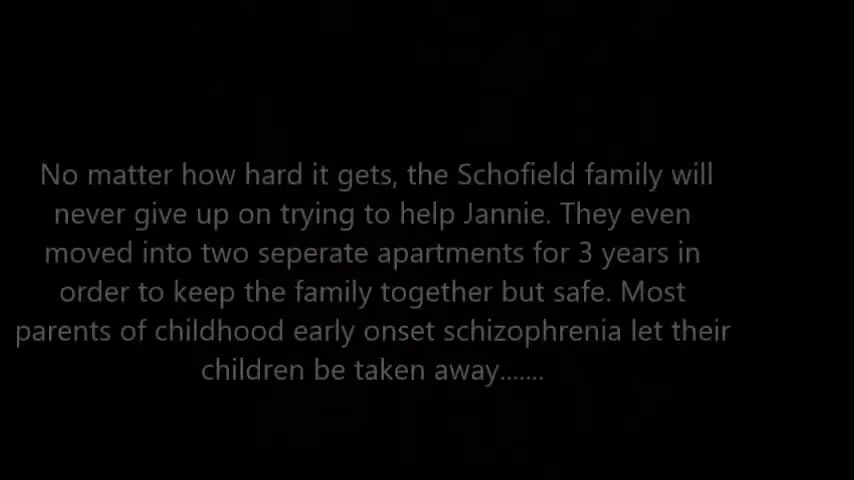 No matter how hard it gets, the Schofield family will
never give up on trying to help Jannie. They even
moved into two seperate apartments for 3 years in
order to keep the family together but safe. Most
parents of childhood early onset schizophrenia let their
children be taken away.......